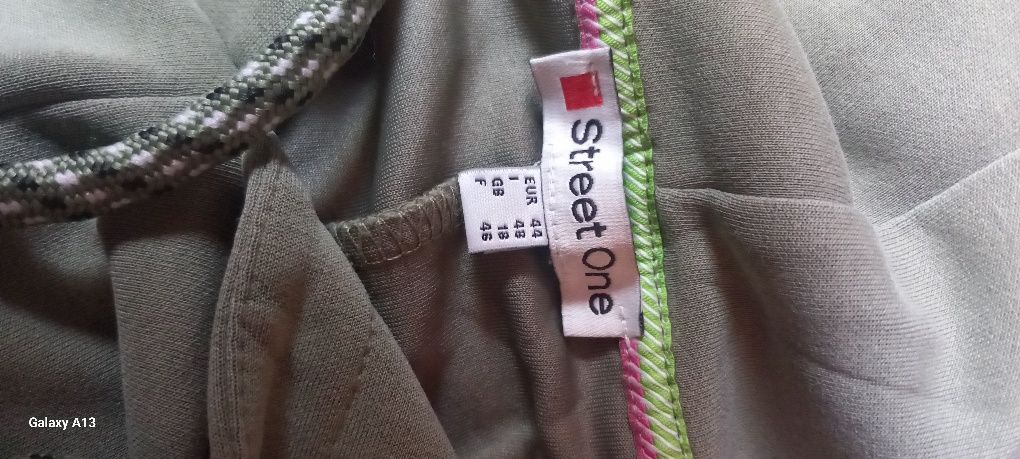 Street One
EUR 44
I 48
GB 18
F 46
Galaxy A13